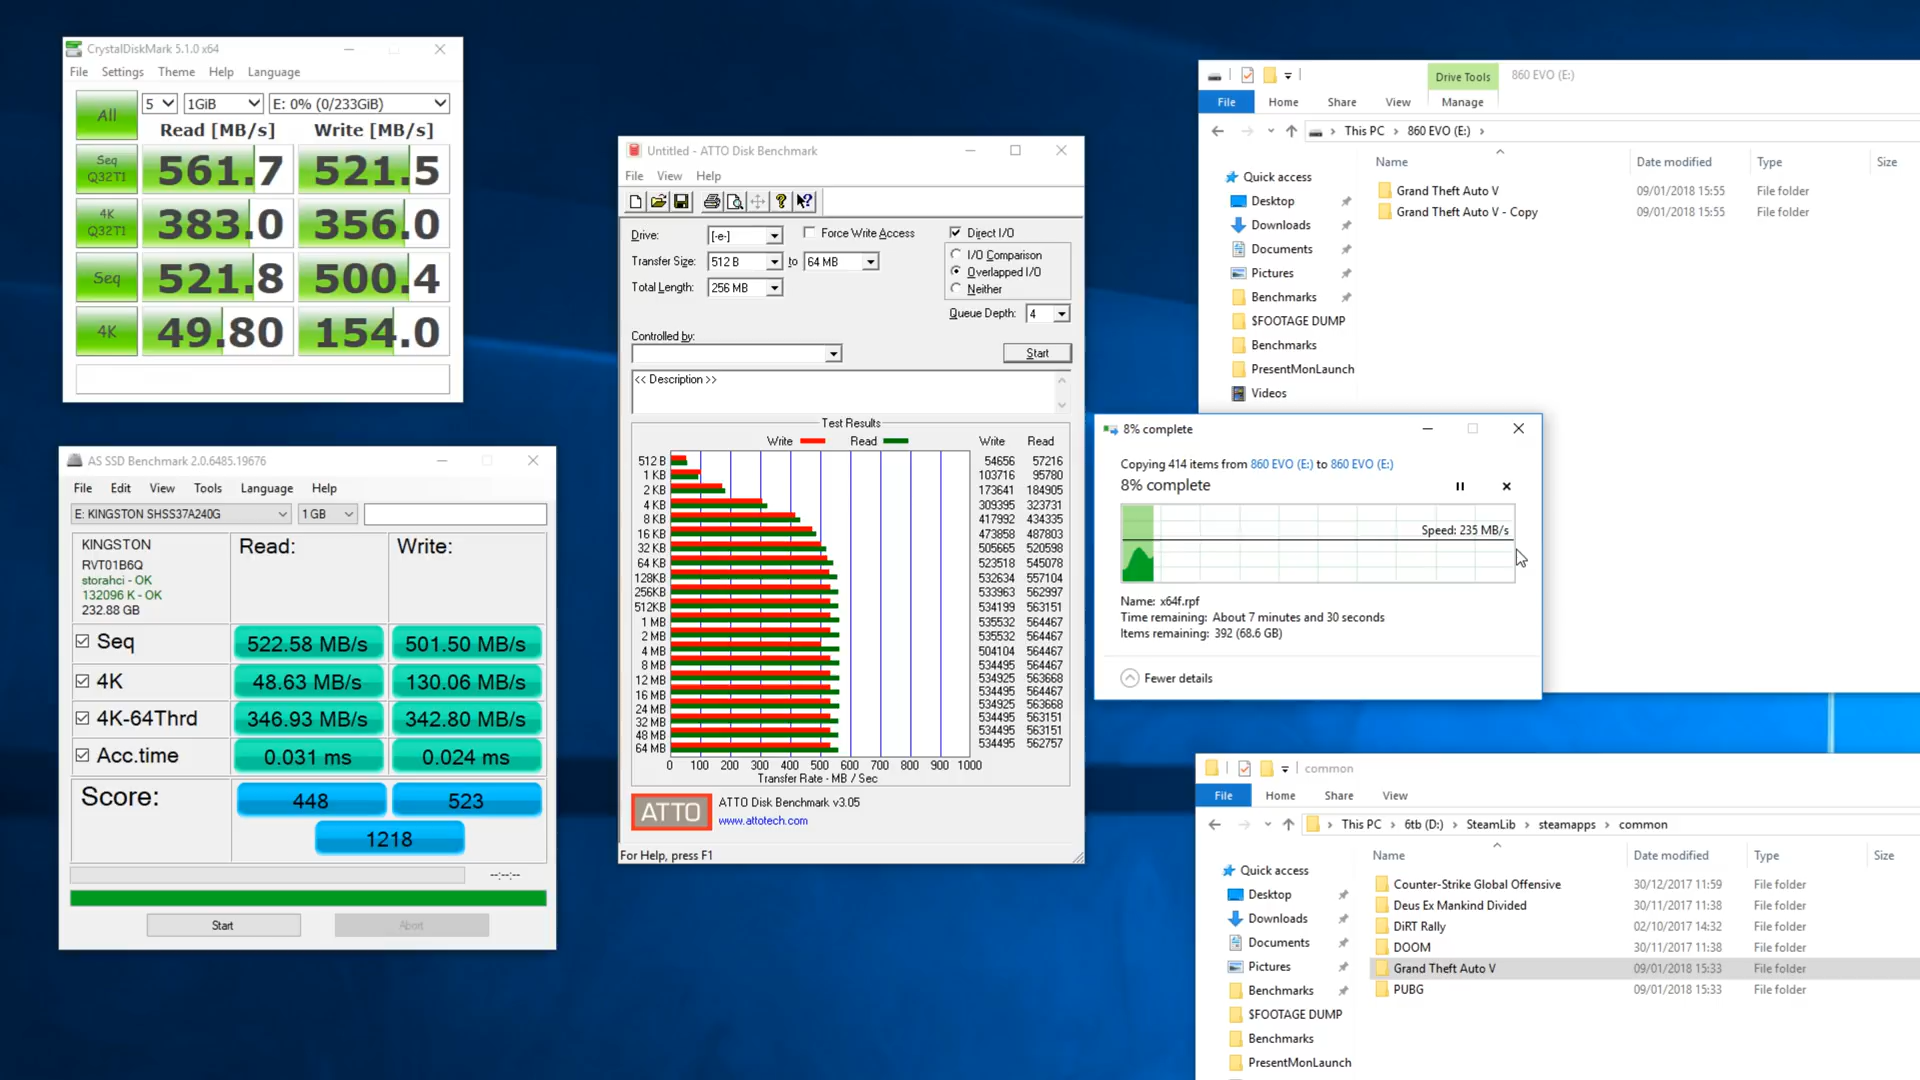 CrystalDiskMark 5.1.0 x64
File Settings Theme Help Language
All 5 1GiB E: 0% (0/233GiB)
Read [MB/s] Write [MB/s]
Seq Q32T1 561.7 521.5
4K Q32T1 383.0 356.0
Seq 521.8 500.4
4K 49.80 154.0
AS SSD Benchmark 2.0.6485.19676
File Edit View Tools Language Help
E: KINGSTON SHSS37A240G 1 GB
KINGSTON Read: Write:
RVT01B6Q
storahci - OK
132096 K - OK
232.88 GB
Seq 522.58 MB/s 501.50 MB/s
4K 48.63 MB/s 130.06 MB/s
4K-64Thrd 346.93 MB/s 342.80 MB/s
Acc.time 0.031 ms 0.024 ms
Score: 448 523
1218
--:--:--
Start Abort
Untitled - ATTO Disk Benchmark
File View Help
Drive: [-e-] Force Write Access Direct I/O
Transfer Size: 512 B to 64 MB I/O Comparison
Overlapped I/O
Total Length: 256 MB Neither
Queue Depth: 4
Controlled by:
Start
<< Description >>
Test Results
Write Read Write Read
512 B 54656 57216
1 KB 103716 95780
2 KB 173641 184905
4 KB 309395 323731
8 KB 417992 434335
16 KB 473858 487803
32 KB 505665 520598
64 KB 523518 545078
128KB 532634 557104
256KB 533963 562997
512KB 534199 563151
1 MB 535532 564467
2 MB 535532 564467
4 MB 504104 564467
8 MB 534495 564467
12 MB 534925 563668
16 MB 534495 564467
24 MB 534925 563668
32 MB 534495 563151
48 MB 534495 563151
64 MB 534495 562757
0 100 200 300 400 500 600 700 800 900 1000
Transfer Rate - MB / Sec
ATTO ATTO Disk Benchmark v3.05
www.attotech.com
For Help, press F1
Drive Tools 860 EVO (E:)
File Home Share View Manage
This PC 860 EVO (E:)
Name Date modified Type Size
Quick access
Desktop
Downloads
Documents
Pictures
Benchmarks
$FOOTAGE DUMP
Benchmarks
PresentMonLaunch
Videos
Grand Theft Auto V 09/01/2018 15:55 File folder
Grand Theft Auto V - Copy 09/01/2018 15:55 File folder
8% complete
Copying 414 items from 860 EVO (E:) to 860 EVO (E:)
8% complete
Speed: 235 MB/s
Name: x64f.rpf
Time remaining: About 7 minutes and 30 seconds
Items remaining: 392 (68.6 GB)
Fewer details
common
File Home Share View
This PC 6tb (D:) SteamLib steamapps common
Name Date modified Type Size
Quick access
Desktop
Downloads
Documents
Pictures
Benchmarks
$FOOTAGE DUMP
Benchmarks
PresentMonLaunch
Counter-Strike Global Offensive 30/12/2017 11:59 File folder
Deus Ex Mankind Divided 30/11/2017 11:38 File folder
DiRT Rally 02/10/2017 14:32 File folder
DOOM 30/11/2017 11:38 File folder
Grand Theft Auto V 09/01/2018 15:33 File folder
PUBG 09/01/2018 15:33 File folder